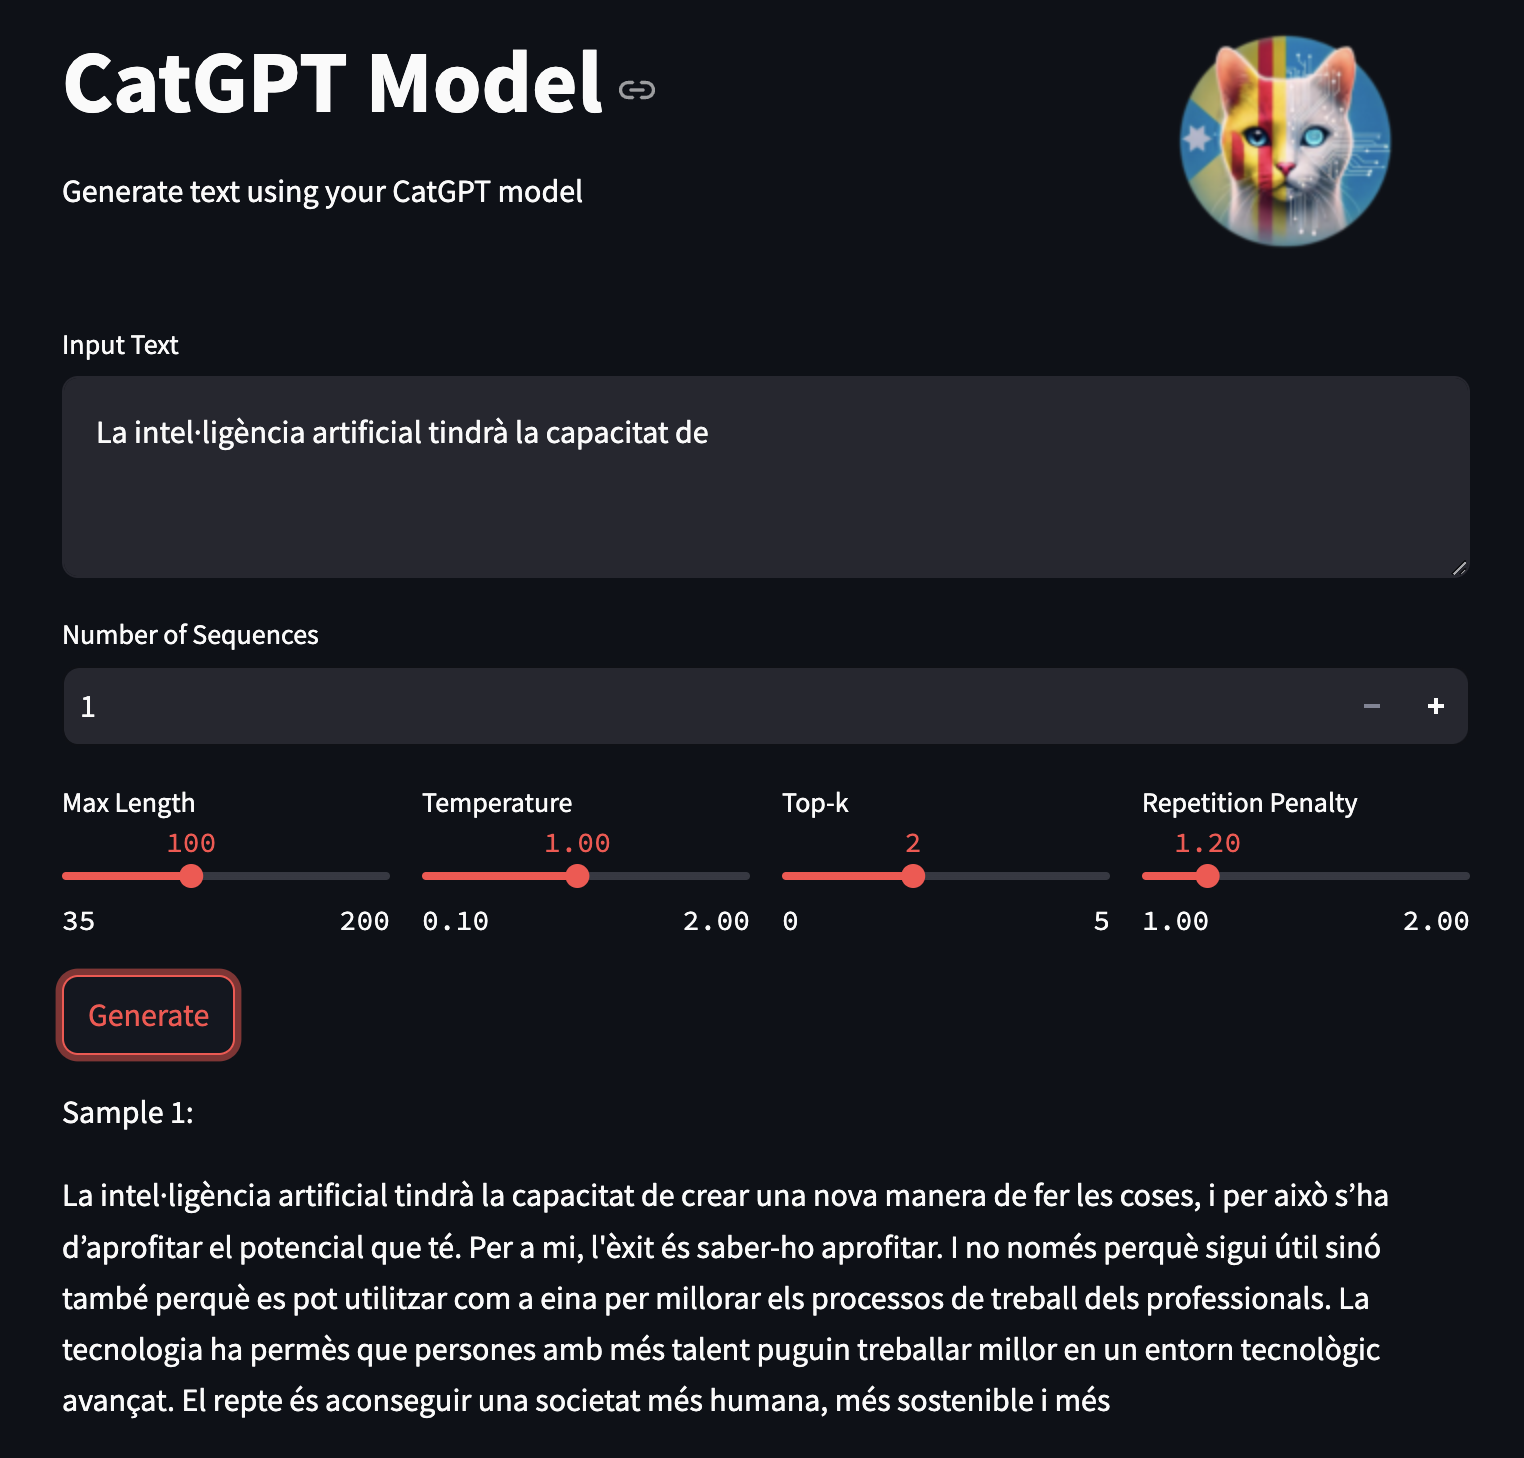 CatGPT Model
Generate text using your CatGPT model
Input Text
La intel·ligència artificial tindrà la capacitat de
Number of Sequences
1
Max Length
100
35 200
Temperature
1.00
0.10 2.00
Top-k
2
0 5
Repetition Penalty
1.20
1.00 2.00
Generate
Sample 1:
La intel·ligència artificial tindrà la capacitat de crear una nova manera de fer les coses, i per això s’ha
d’aprofitar el potencial que té. Per a mi, l'èxit és saber-ho aprofitar. I no només perquè sigui útil sinó
també perquè es pot utilitzar com a eina per millorar els processos de treball dels professionals. La
tecnologia ha permès que persones amb més talent puguin treballar millor en un entorn tecnològic
avançat. El repte és aconseguir una societat més humana, més sostenible i més